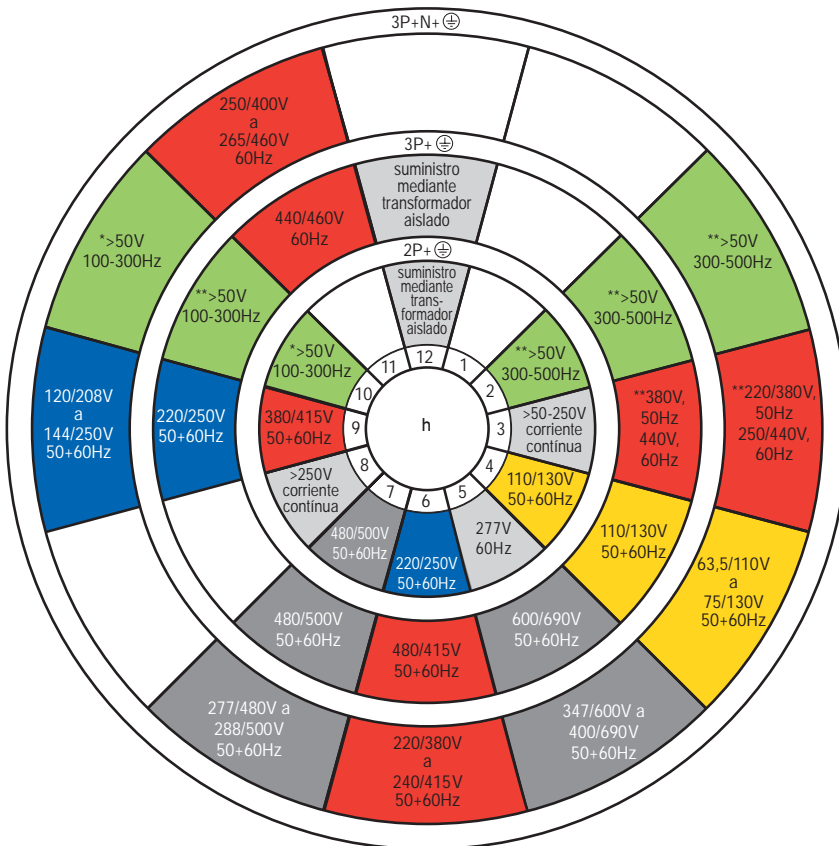 3P+N+
250/400V
a
265/460V
60Hz
*>50V
100-300Hz
120/208V
a
144/250V
50+60Hz
277/480V a
288/500V
50+60Hz
220/380V
a
240/415V
50+60Hz
347/600V a
400/690V
50+60Hz
63,5/110V
a
75/130V
50+60Hz
**220/380V,
50Hz
250/440V,
60Hz
**>50V
300-500Hz
3P+
suministro
mediante
transformador
aislado
440/460V
60Hz
**>50V
100-300Hz
220/250V
50+60Hz
480/500V
50+60Hz
480/415V
50+60Hz
600/690V
50+60Hz
110/130V
50+60Hz
**380V,
50Hz
440V,
60Hz
**>50V
300-500Hz
2P+
suministro
mediante
trans-
formador
aislado
*>50V
100-300Hz
380/415V
50+60Hz
>250V
corriente
contínua
480/500V
50+60Hz
220/250V
50+60Hz
277V
60Hz
110/130V
50+60Hz
>50-250V
corriente
contínua
**>50V
300-500Hz
12
1
2
3
4
5
6
7
8
9
10
11
h